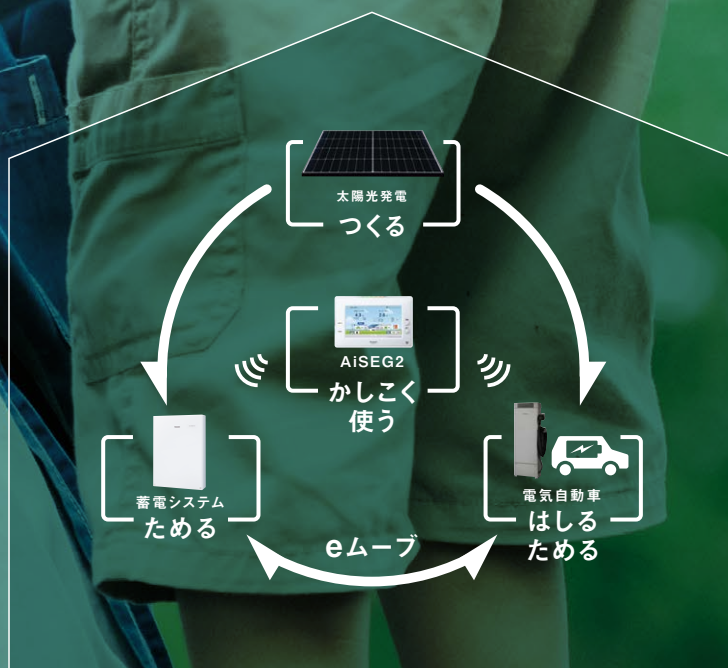 太陽光発電
つくる
AiSEG2
かしこく
使う
蓄電システム
ためる
電気自動車
はしる
ためる
eムーブ